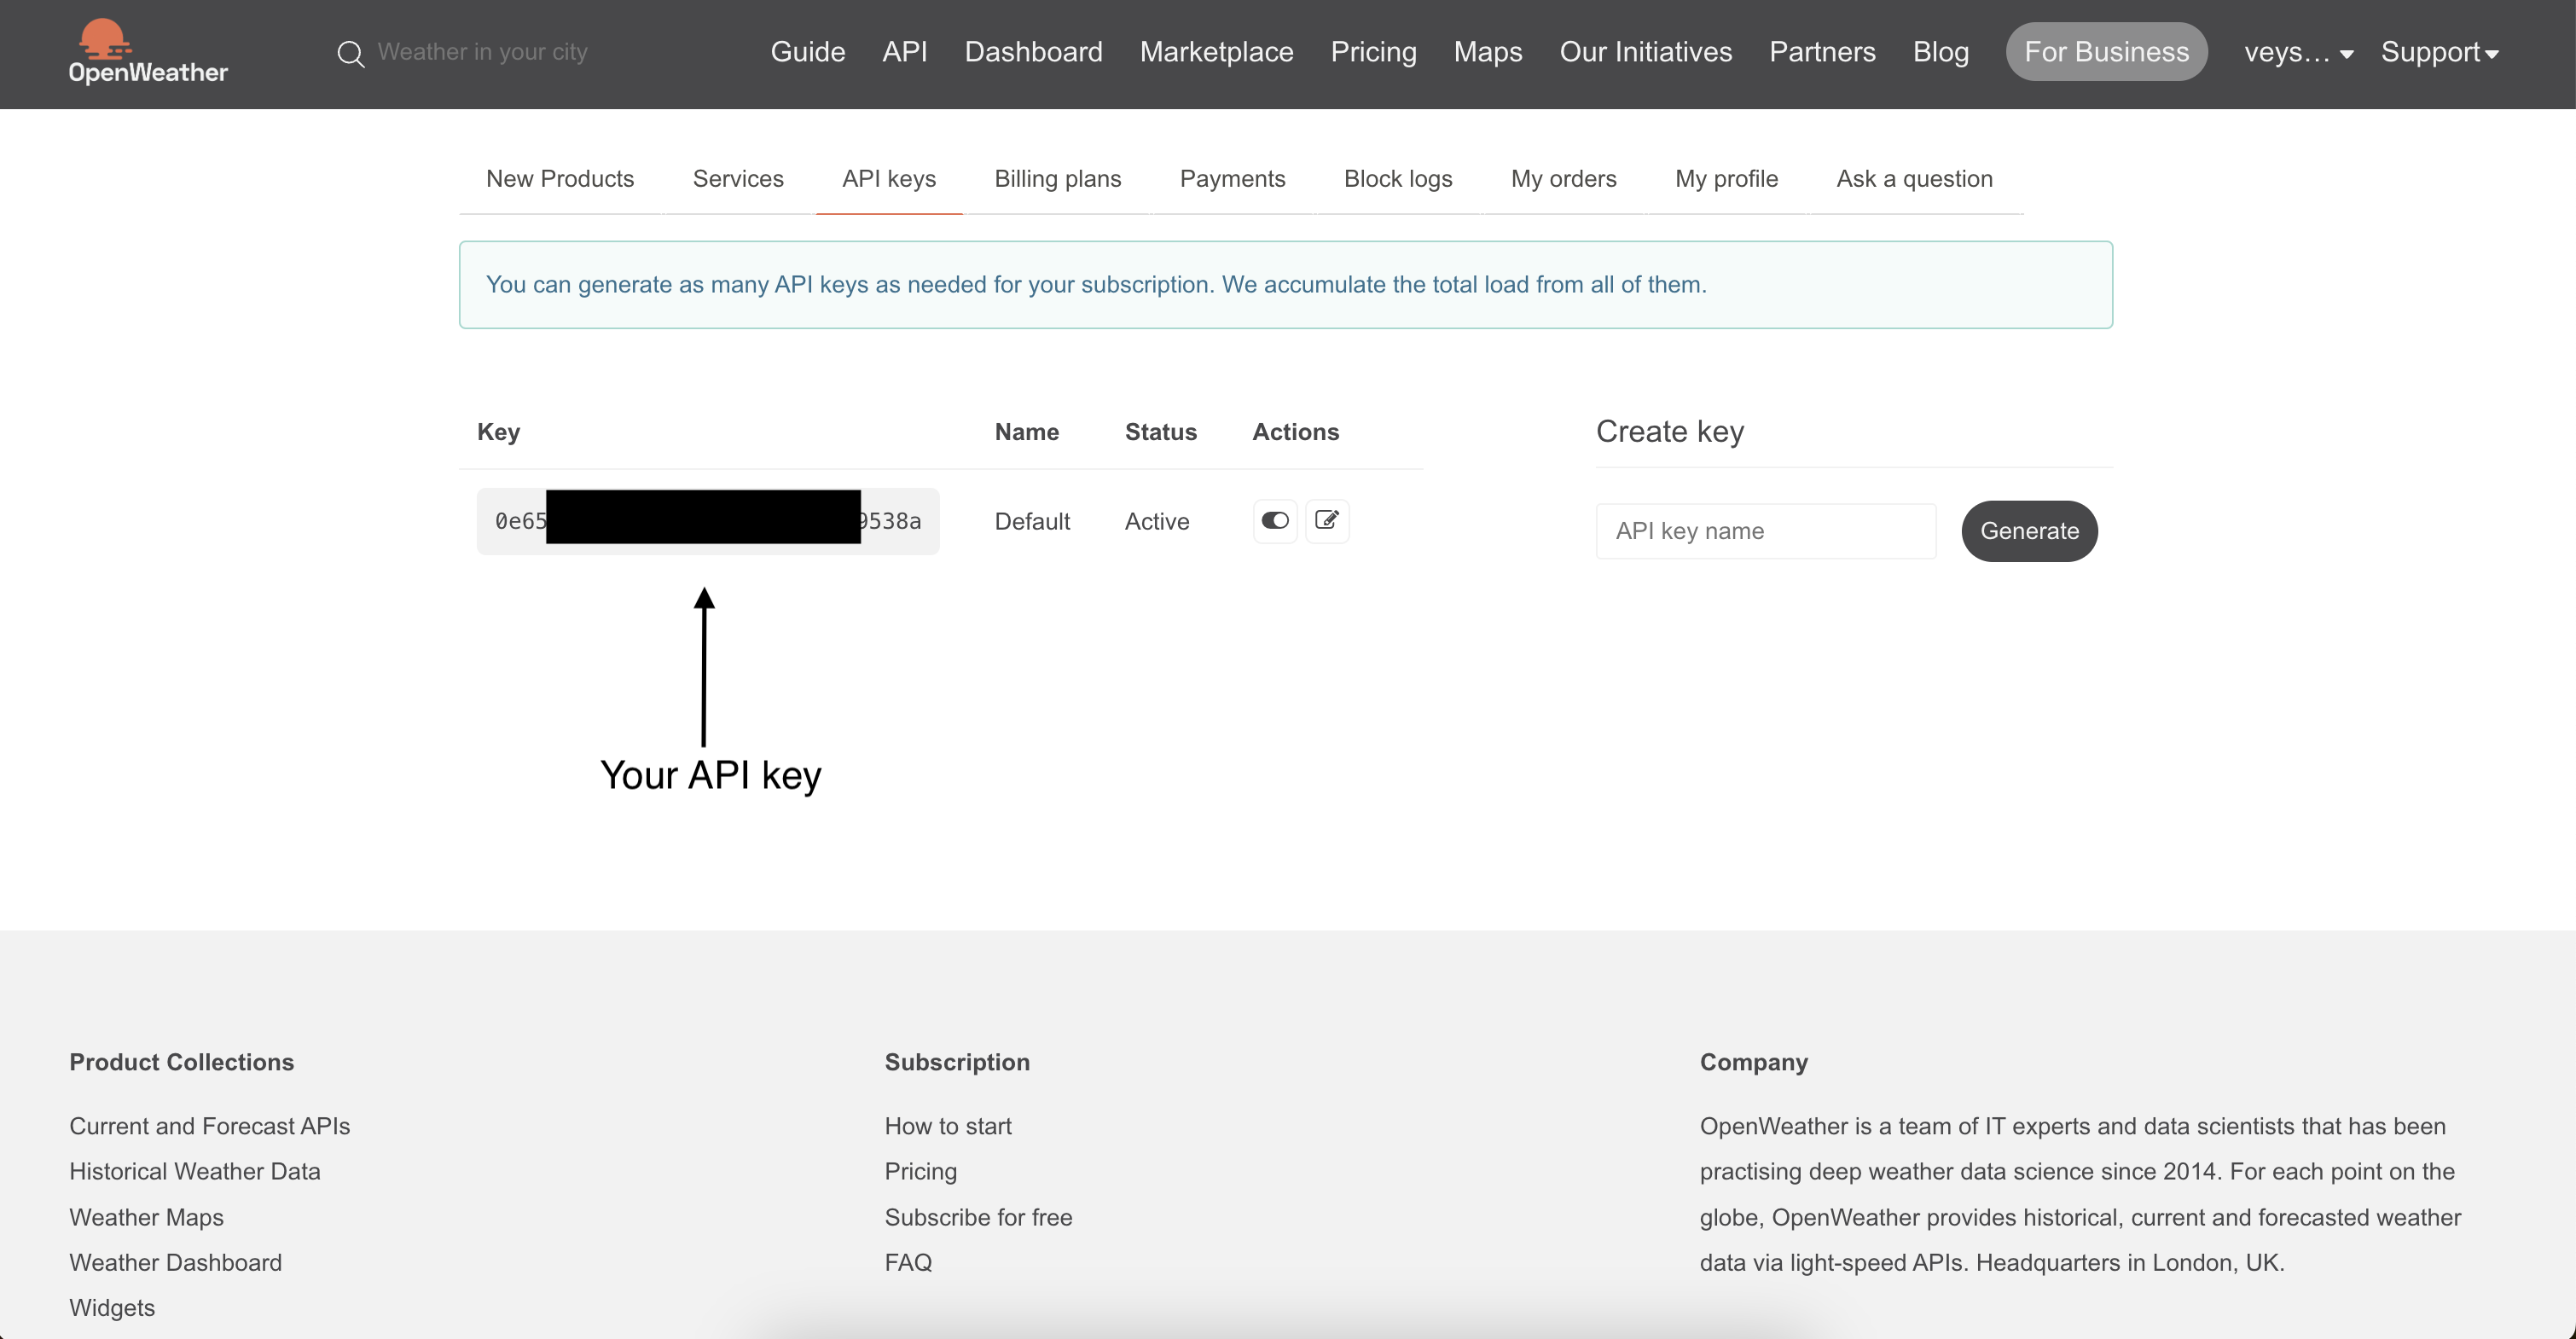 OpenWeather
Weather in your city
Guide API Dashboard Marketplace Pricing Maps Our Initiatives Partners Blog For Business veys... Support
New Products Services API keys Billing plans Payments Block logs My orders My profile Ask a question
You can generate as many API keys as needed for your subscription. We accumulate the total load from all of them.
Key Name Status Actions
Create key
0e65 9538a Default Active
API key name Generate
Your API key
Product Collections
Current and Forecast APIs
Historical Weather Data
Weather Maps
Weather Dashboard
Widgets
Subscription
How to start
Pricing
Subscribe for free
FAQ
Company
OpenWeather is a team of IT experts and data scientists that has been
practising deep weather data science since 2014. For each point on the
globe, OpenWeather provides historical, current and forecasted weather
data via light-speed APIs. Headquarters in London, UK.